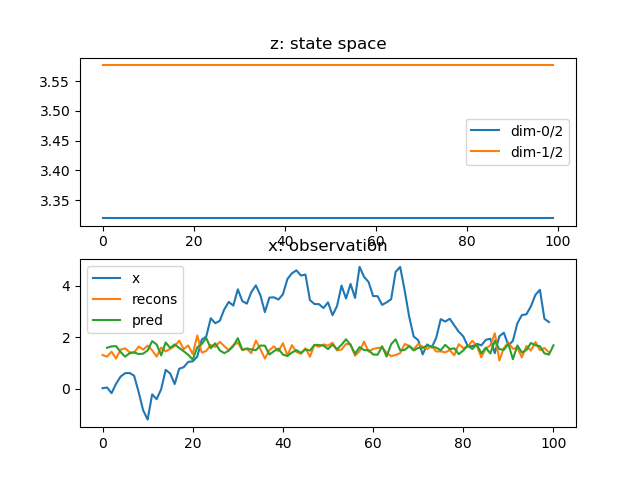 z: state space
3.55
3.50
3.45
3.40
3.35
dim-0/2
dim-1/2
0 20 40 60 80 100
x: observation
4
2
0
x
recons
pred
0 20 40 60 80 100